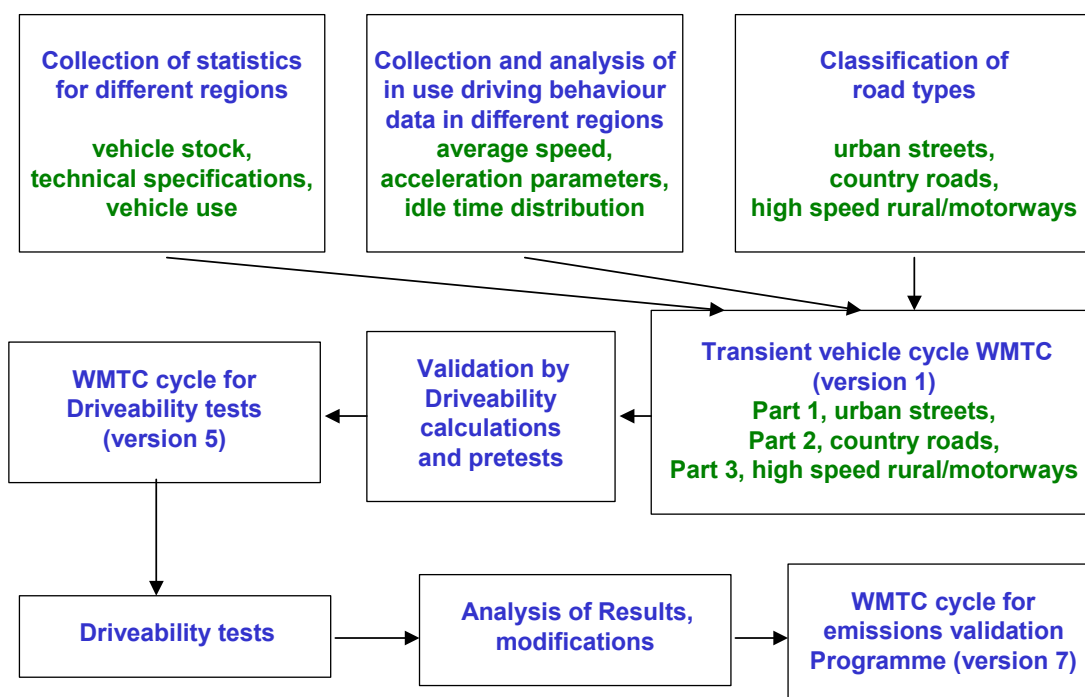 Collection of statistics
for different regions
vehicle stock,
technical specifications,
vehicle use
Collection and analysis of
in use driving behaviour
data in different regions
average speed,
acceleration parameters,
idle time distribution
Classification of
road types
urban streets,
country roads,
high speed rural/motorways
Transient vehicle cycle WMTC
(version 1)
Part 1, urban streets,
Part 2, country roads,
Part 3, high speed rural/motorways
Validation by
Driveability
calculations
and pretests
WMTC cycle for
Driveability tests
(version 5)
Driveability tests
Analysis of Results,
modifications
WMTC cycle for
emissions validation
Programme (version 7)